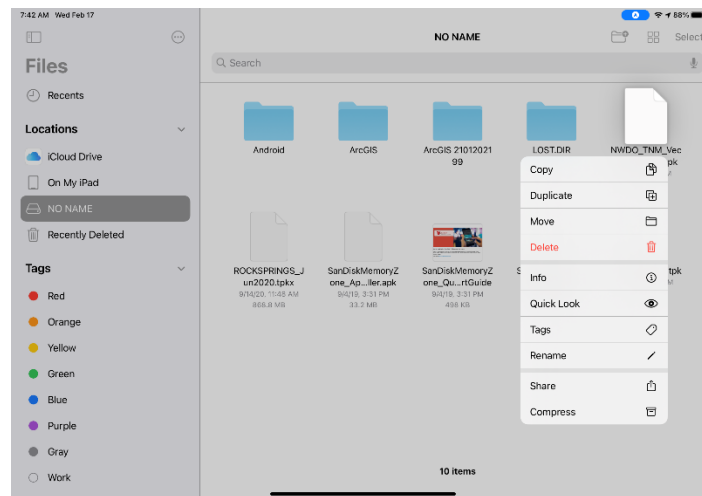 7:42 AM Wed Feb 17
88%
NO NAME
Select
Files
Search
Recents
Locations
iCloud Drive
On My iPad
NO NAME
Recently Deleted
Tags
Red
Orange
Yellow
Green
Blue
Purple
Gray
Work
Android
ArcGIS
ArcGIS 21012021
99
LOST.DIR
NWDO_TNM_Vec
pk
ROCKSPRINGS_J
un2020.tpkx
9/14/20, 11:48 AM
868.8 MB
SanDiskMemoryZ
one_Ap...ller.apk
9/4/19, 3:31 PM
33.2 MB
SanDiskMemoryZ
one_Qu...rtGuide
9/4/19, 3:31 PM
498 KB
S
tpk
M
Copy
Duplicate
Move
Delete
Info
Quick Look
Tags
Rename
Share
Compress
10 items